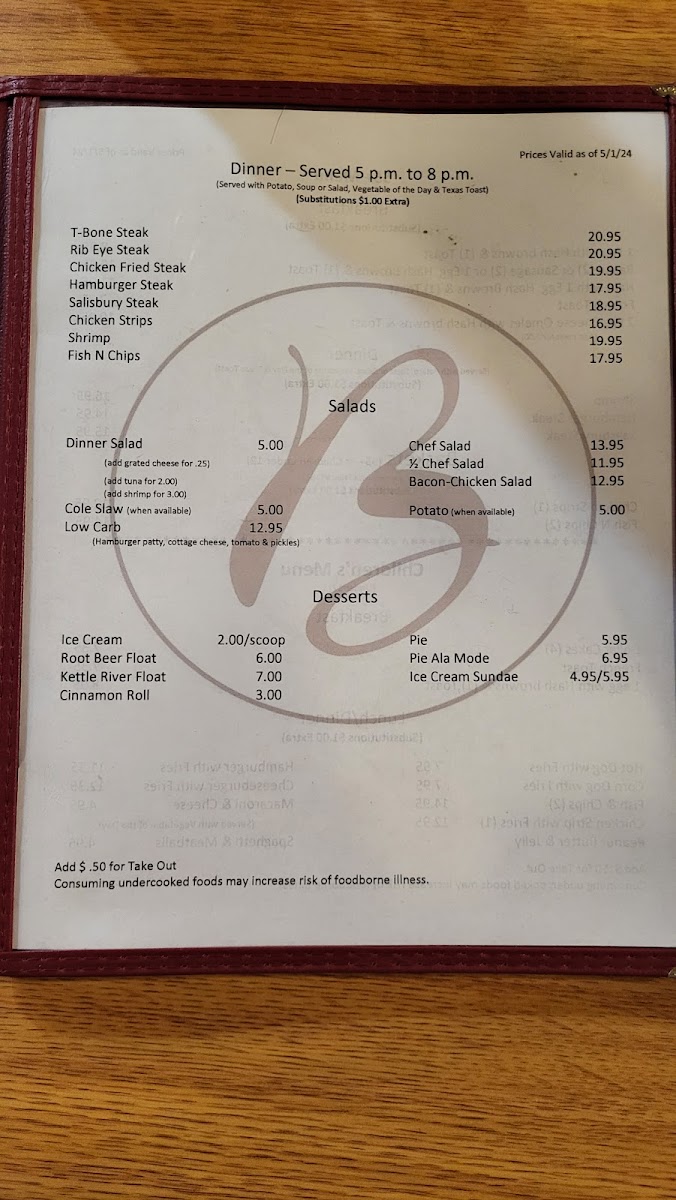 Prices Valid as of 5/1/24
Dinner – Served 5 p.m. to 8 p.m.
(Served with Potato, Soup or Salad, Vegetable of the Day & Texas Toast)
(Substitutions $1.00 Extra)
T-Bone Steak 20.95
Rib Eye Steak 20.95
Chicken Fried Steak 19.95
Hamburger Steak 17.95
Salisbury Steak 18.95
Chicken Strips 16.95
Shrimp 19.95
Fish N Chips 17.95
B
Salads
Dinner Salad 5.00
(add grated cheese for .25)
(add tuna for 2.00)
(add shrimp for 3.00)
Cole Slaw (when available) 5.00
Low Carb 12.95
(Hamburger patty, cottage cheese, tomato & pickles)
Chef Salad 13.95
½ Chef Salad 11.95
Bacon-Chicken Salad 12.95
Potato (when available) 5.00
Desserts
Ice Cream 2.00/scoop
Root Beer Float 6.00
Kettle River Float 7.00
Cinnamon Roll 3.00
Pie 5.95
Pie Ala Mode 6.95
Ice Cream Sundae 4.95/5.95
Add $ .50 for Take Out
Consuming undercooked foods may increase risk of foodborne illness.